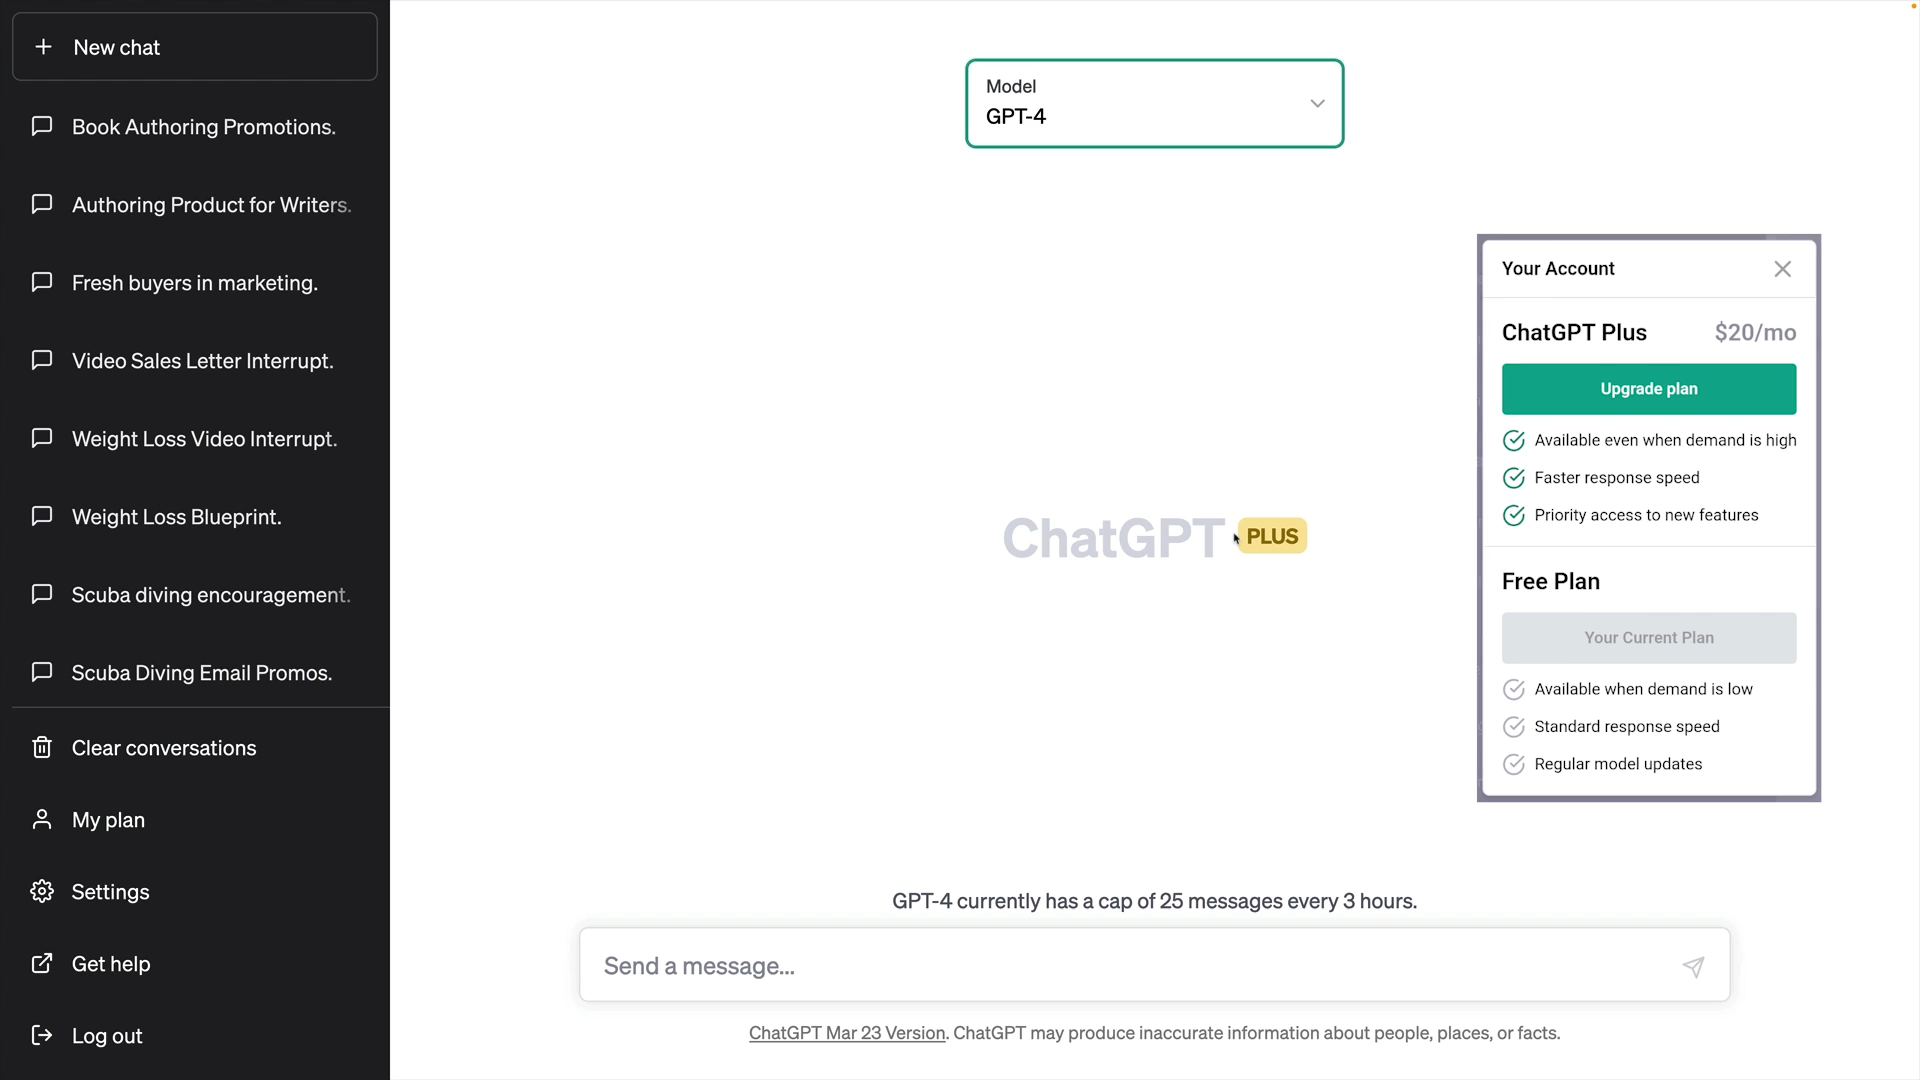 New chat
Book Authoring Promotions.
Authoring Product for Writers.
Fresh buyers in marketing.
Video Sales Letter Interrupt.
Weight Loss Video Interrupt.
Weight Loss Blueprint.
Scuba diving encouragement.
Scuba Diving Email Promos.
Clear conversations
My plan
Settings
Get help
Log out
Model
GPT-4
ChatGPT PLUS
Your Account
ChatGPT Plus $20/mo
Upgrade plan
Available even when demand is high
Faster response speed
Priority access to new features
Free Plan
Your Current Plan
Available when demand is low
Standard response speed
Regular model updates
GPT-4 currently has a cap of 25 messages every 3 hours.
Send a message...
ChatGPT Mar 23 Version. ChatGPT may produce inaccurate information about people, places, or facts.